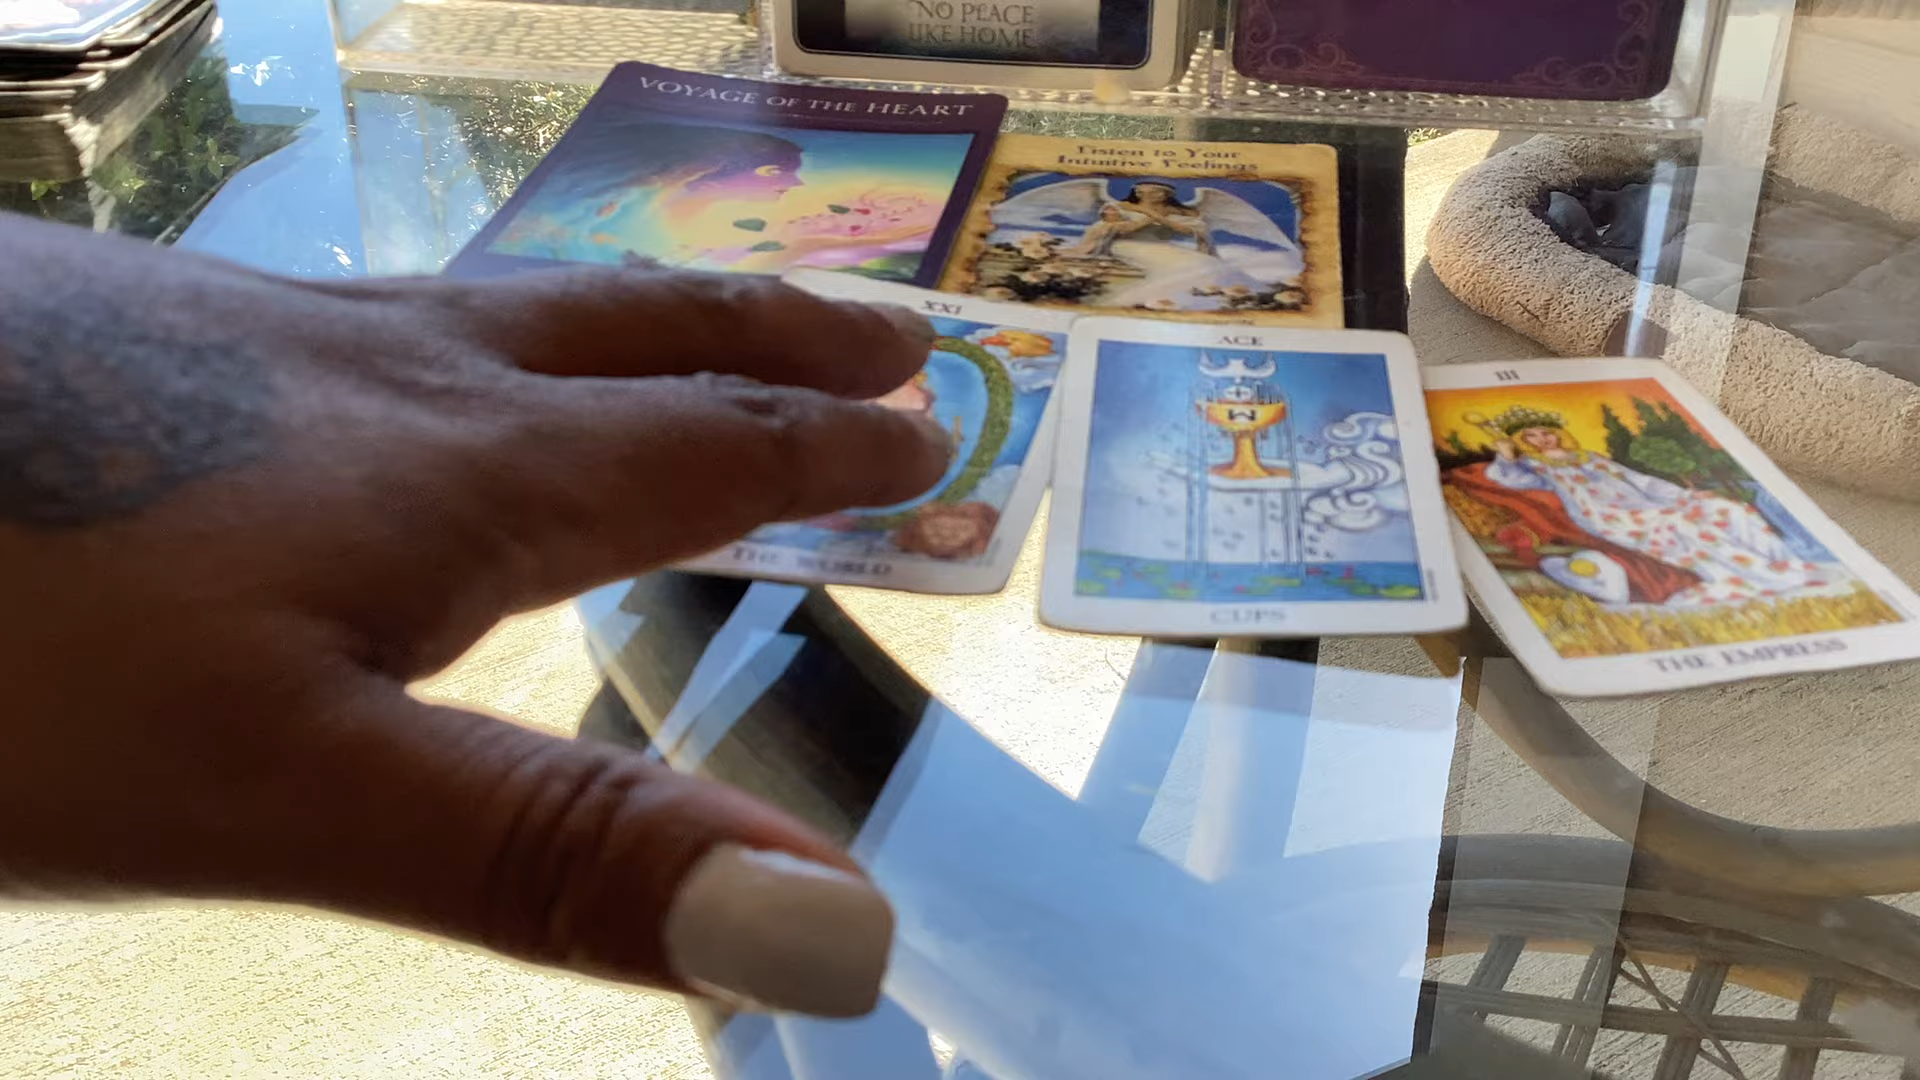 NO PLACE
LIKE HOME
VOYAGE OF THE HEART
Listen to Your
Intuitive Feelings
XXI
THE WORLD
ACE
W
CUPS
III
THE EMPRESS